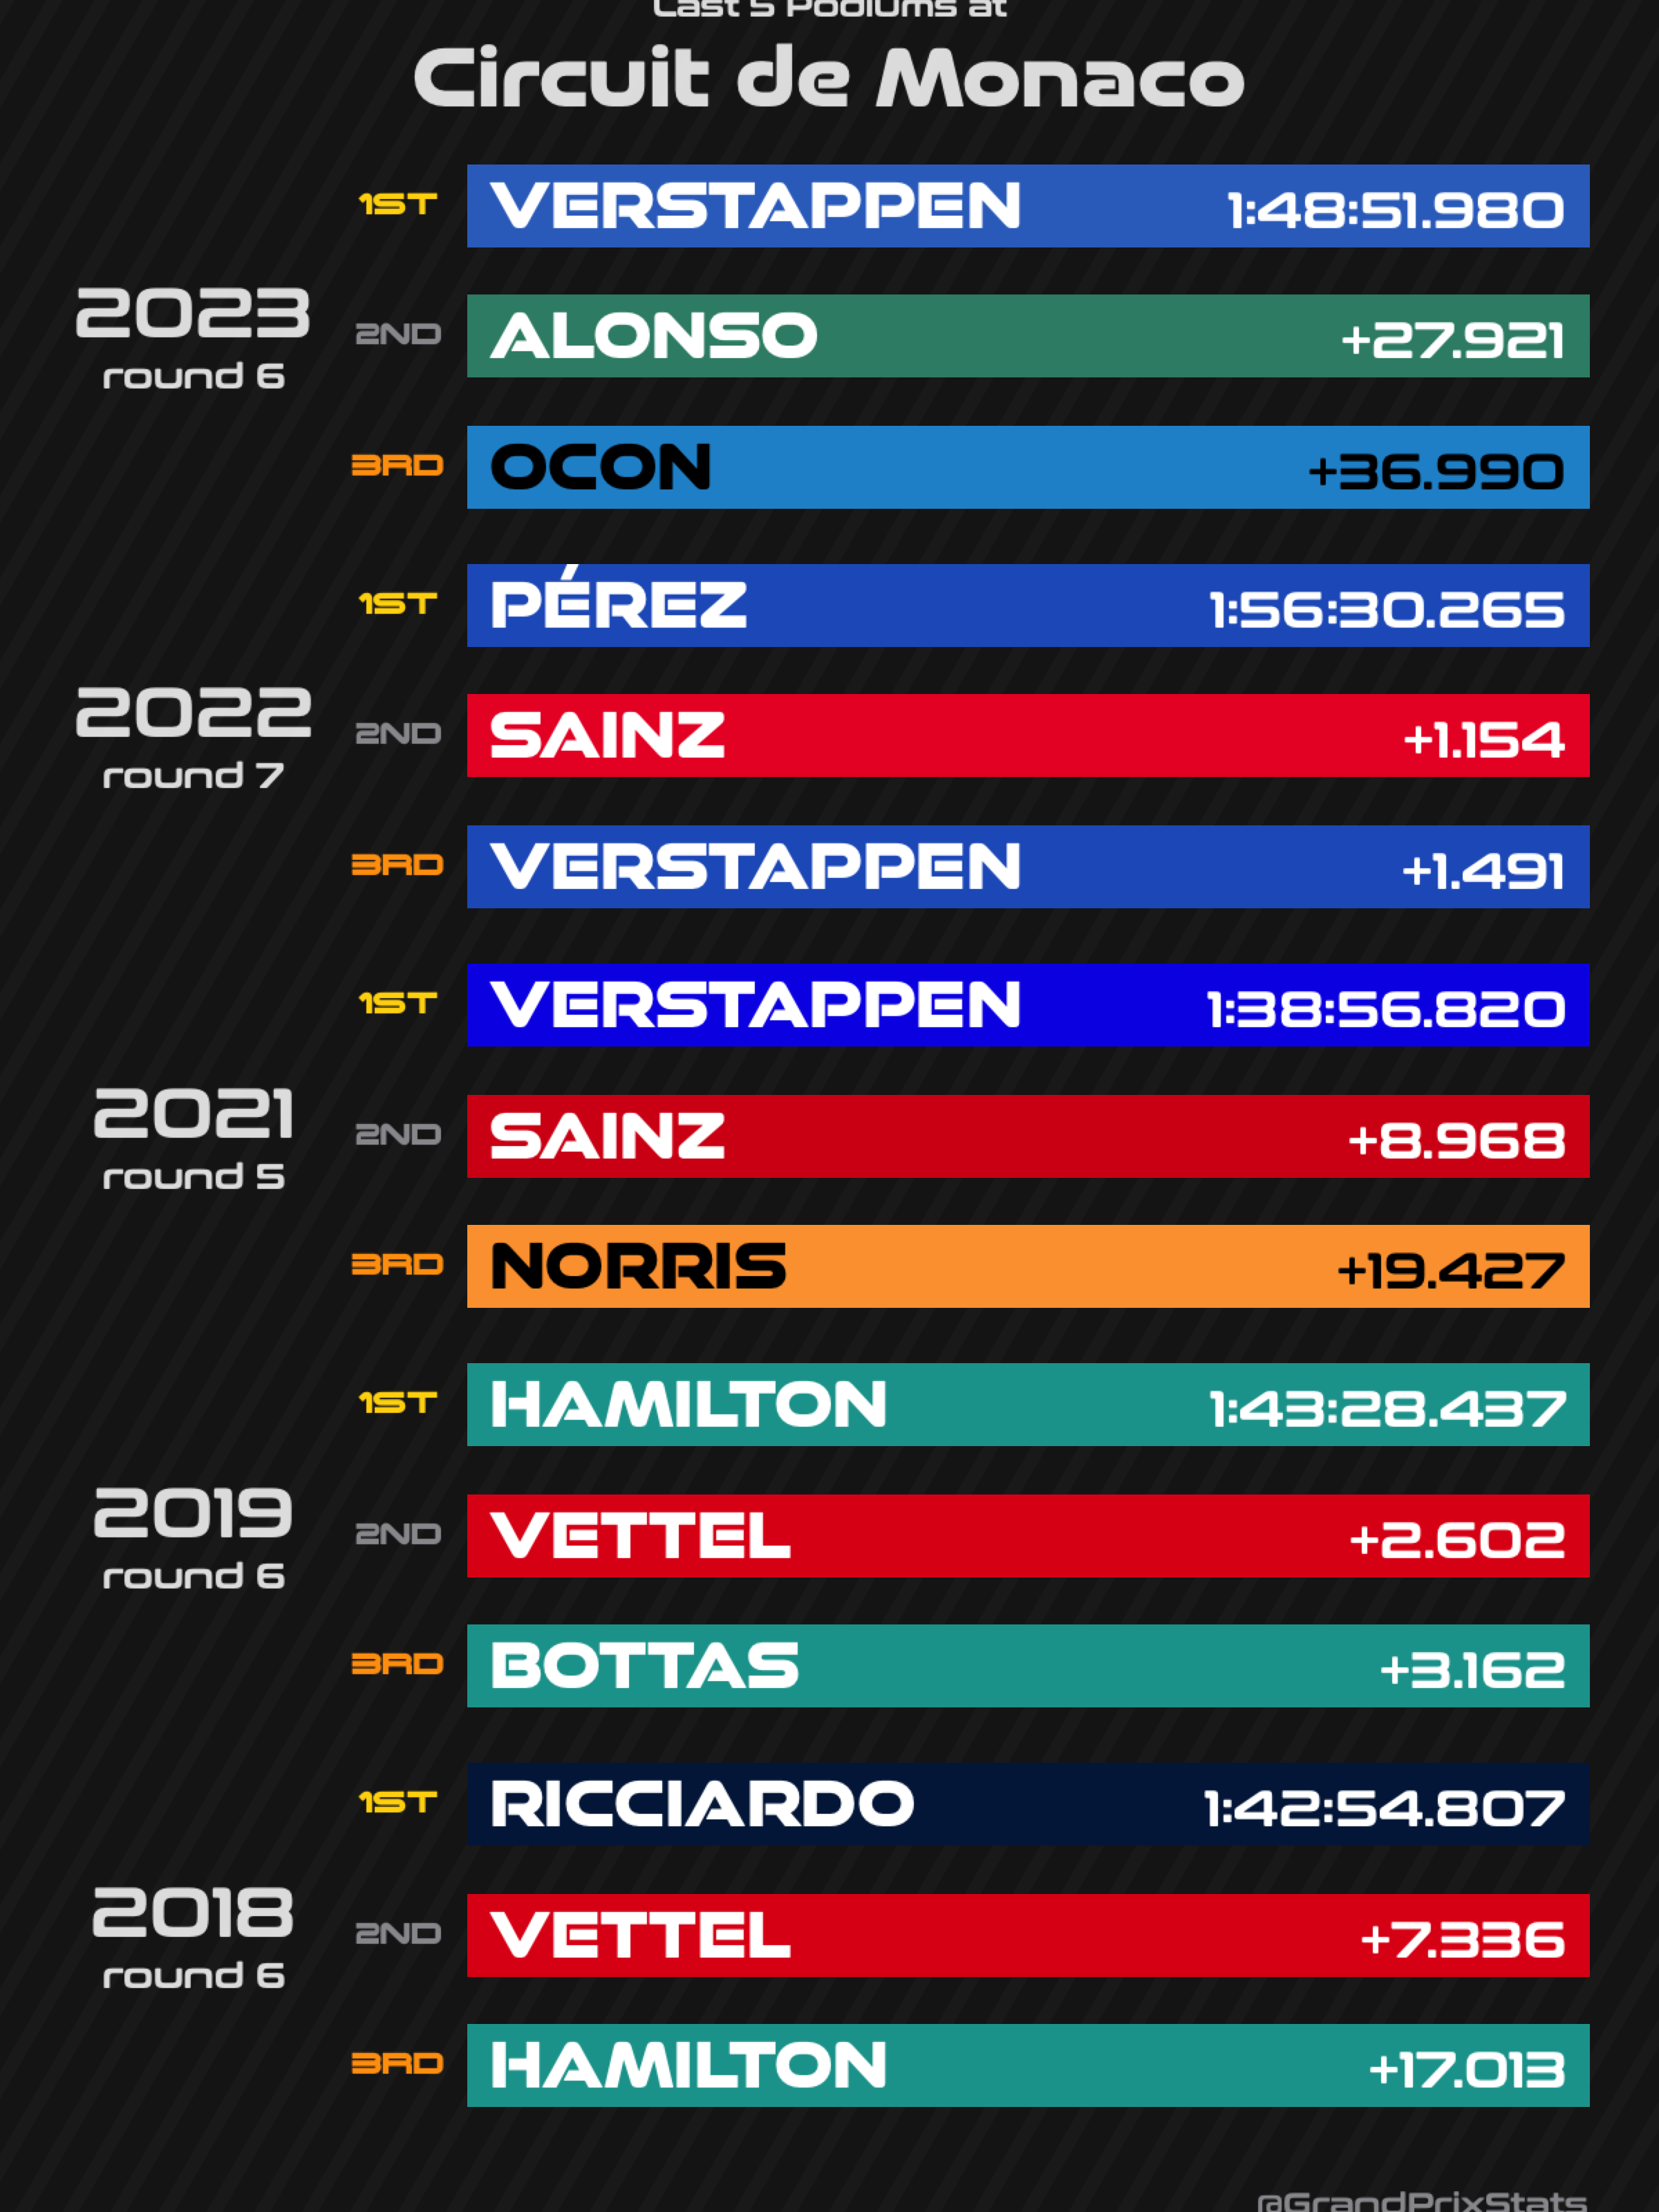 Last 5 Podiums at
Circuit de Monaco
2023
round 6
1ST VERSTAPPEN 1:48:51.980
2ND ALONSO +27.921
3RD OCON +36.990
2022
round 7
1ST PÉREZ 1:56:30.265
2ND SAINZ +1.154
3RD VERSTAPPEN +1.491
2021
round 5
1ST VERSTAPPEN 1:38:56.820
2ND SAINZ +8.968
3RD NORRIS +19.427
2019
round 6
1ST HAMILTON 1:43:28.437
2ND VETTEL +2.602
3RD BOTTAS +3.162
2018
round 6
1ST RICCIARDO 1:42:54.807
2ND VETTEL +7.336
3RD HAMILTON +17.013
@GrandPrixStats